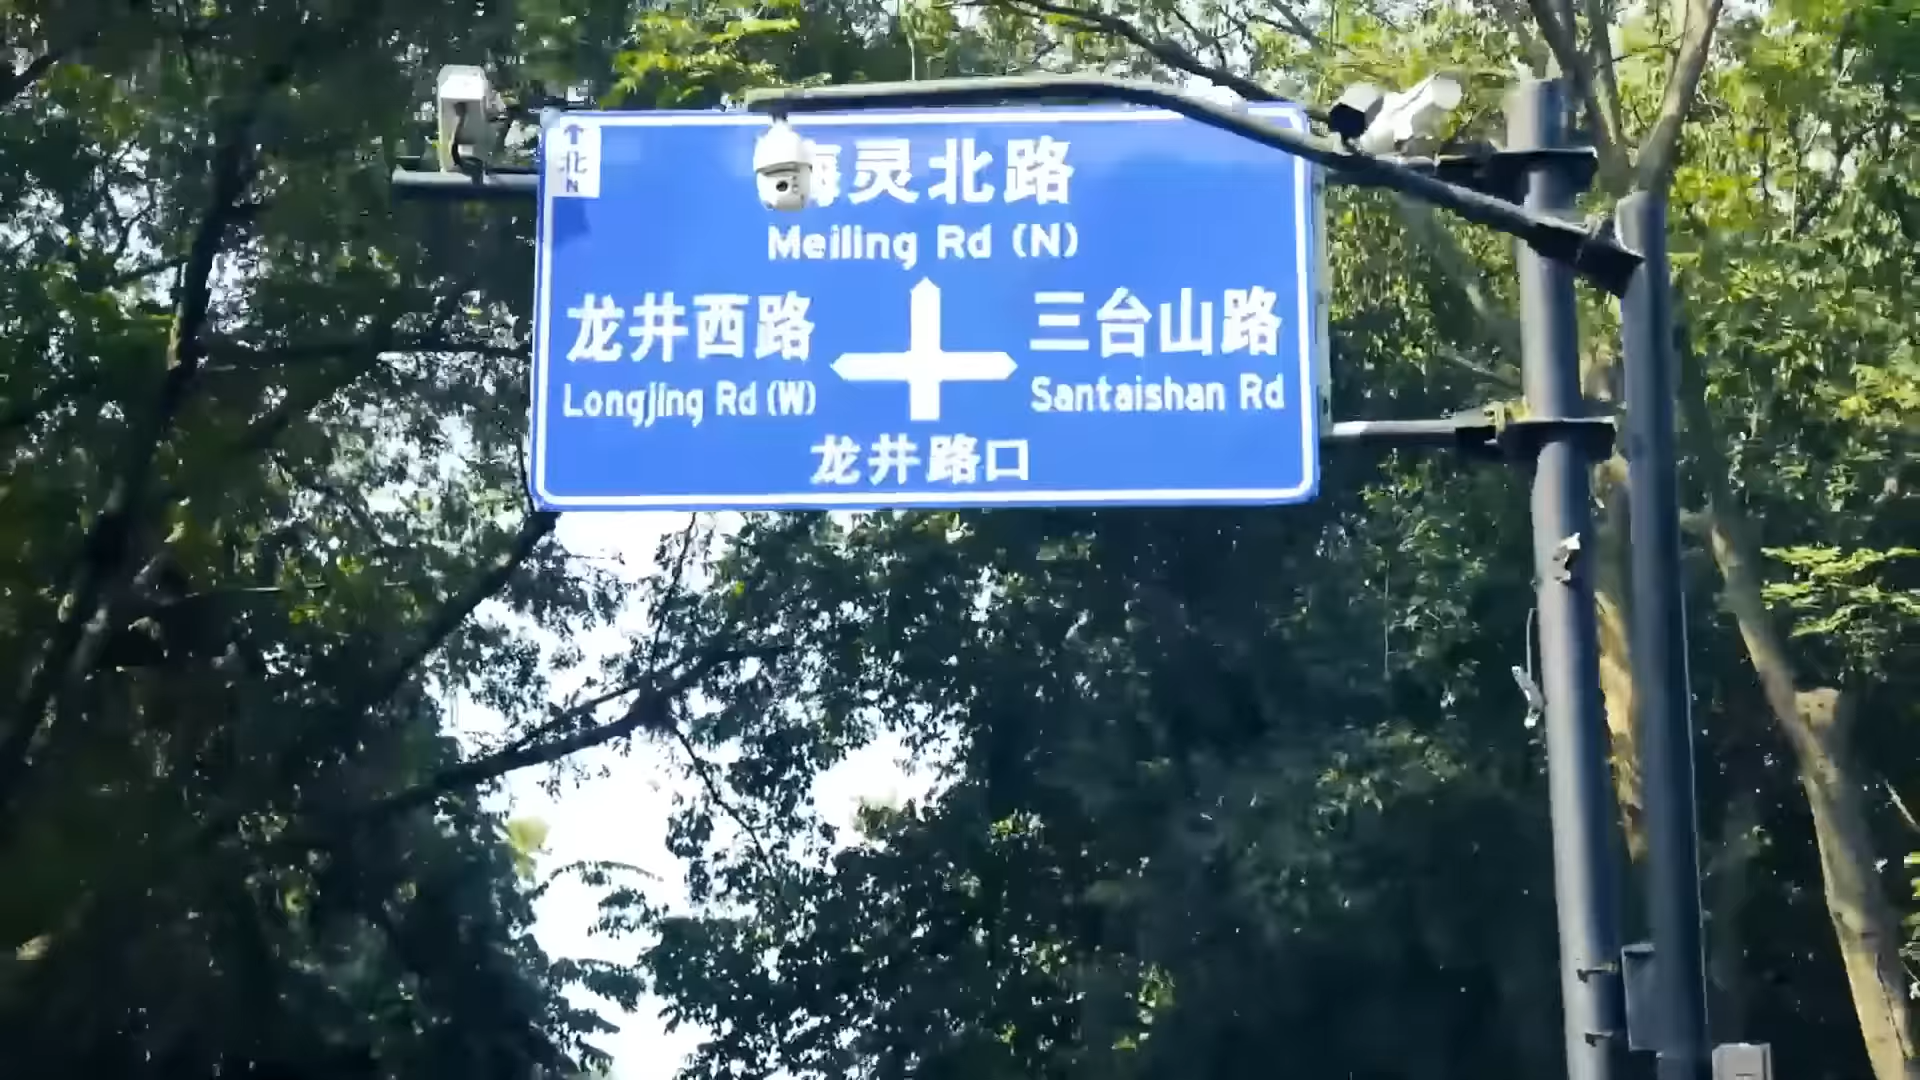 北
N
梅灵北路
Meiling Rd (N)
龙井西路
Longjing Rd (W)
三台山路
Santaishan Rd
龙井路口